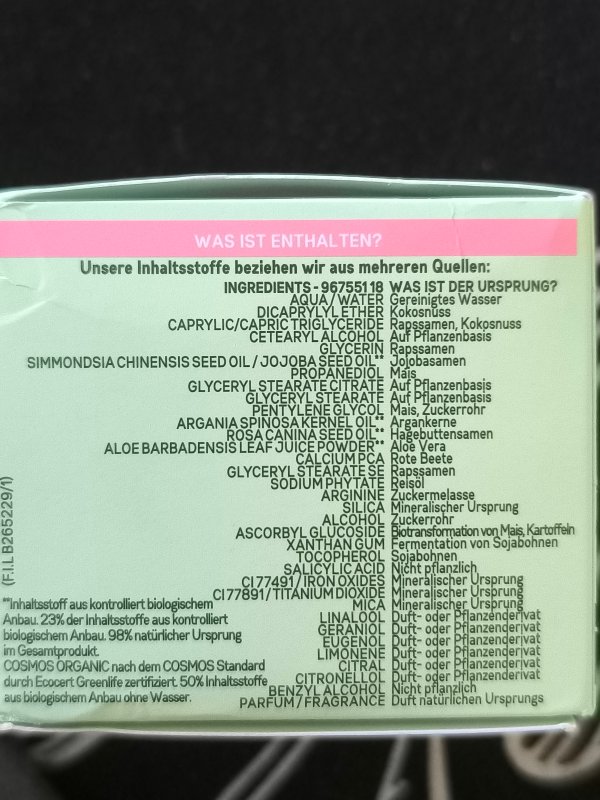 WAS IST ENTHALTEN?
Unsere Inhaltsstoffe beziehen wir aus mehreren Quellen:
INGREDIENTS - 9675511 18 WAS IST DER URSPRUNG?
AQUA / WATER Gereinigtes Wasser
DICAPRYLYL ETHER Kokosnuss
CAPRYLIC/CAPRIC TRIGLYCERIDE Rapssamen, Kokosnuss
CETEARYL ALCOHOL Auf Pflanzenbasis
GLYCERIN Rapssamen
SIMMONDSIA CHINENSIS SEED OIL / JOJOBA SEED OIL** Jojobasamen
PROPANEDIOL Mais
GLYCERYL STEARATE CITRATE Auf Pflanzenbasis
GLYCERYL STEARATE Auf Pflanzenbasis
PENTYLENE GLYCOL Mais, Zuckerrohr
ARGANIA SPINOSA KERNEL OIL** Argankerne
ROSA CANINA SEED OIL** Hagebuttensamen
ALOE BARBADENSIS LEAF JUICE POWDER** Aloe Vera
CALCIUM PCA Rote Beete
GLYCERYL STEARATE SE Rapssamen
SODIUM PHYTATE Reisöl
ARGININE Zuckermelasse
SILICA Mineralischer Ursprung
ALCOHOL Zuckerrohr
ASCORBYL GLUCOSIDE Biotransformation von Mais, Kartoffeln
XANTHAN GUM Fermentation von Sojabohnen
TOCOPHEROL Sojabohnen
SALICYLIC ACID Nicht pflanzlich
CI 77491 / IRON OXIDES Mineralischer Ursprung
CI 77891 / TITANIUM DIOXIDE Mineralischer Ursprung
MICA Mineralischer Ursprung
LINALOOL Duft- oder Pflanzenderivat
GERANIOL Duft- oder Pflanzenderivat
EUGENOL Duft- oder Pflanzenderivat
LIMONENE Duft- oder Pflanzenderivat
CITRAL Duft- oder Pflanzenderivat
CITRONELLOL Duft- oder Pflanzenderivat
BENZYL ALCOHOL Nicht pflanzlich
PARFUM / FRAGRANCE Duft natürlichen Ursprungs
**Inhaltsstoff aus kontrolliert biologischem
Anbau. 23% der Inhaltsstoffe aus kontrolliert
biologischem Anbau. 98% natürlicher Ursprung
im Gesamtprodukt.
COSMOS ORGANIC nach dem COSMOS Standard
durch Ecocert Greenlife zertifiziert. 50% Inhaltsstoffe
aus biologischem Anbau ohne Wasser.
(F.I.L B265229/1)